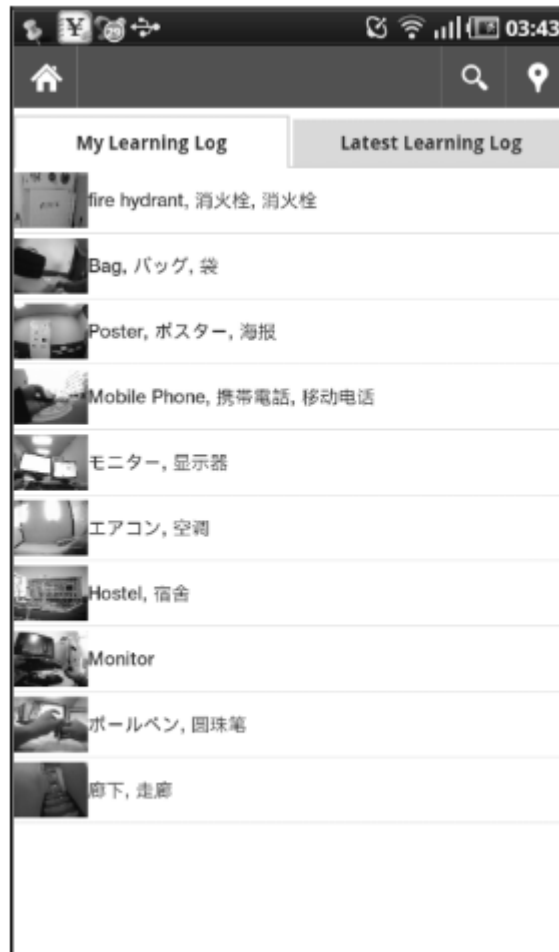 29
03:43
My Learning Log
Latest Learning Log
fire hydrant, 消火栓, 消火栓
Bag, バッグ, 袋
Poster, ポスター, 海报
Mobile Phone, 携帯電話, 移动电话
モニター, 显示器
エアコン, 空调
Hostel, 宿舍
Monitor
ボールペン, 圆珠笔
廊下, 走廊